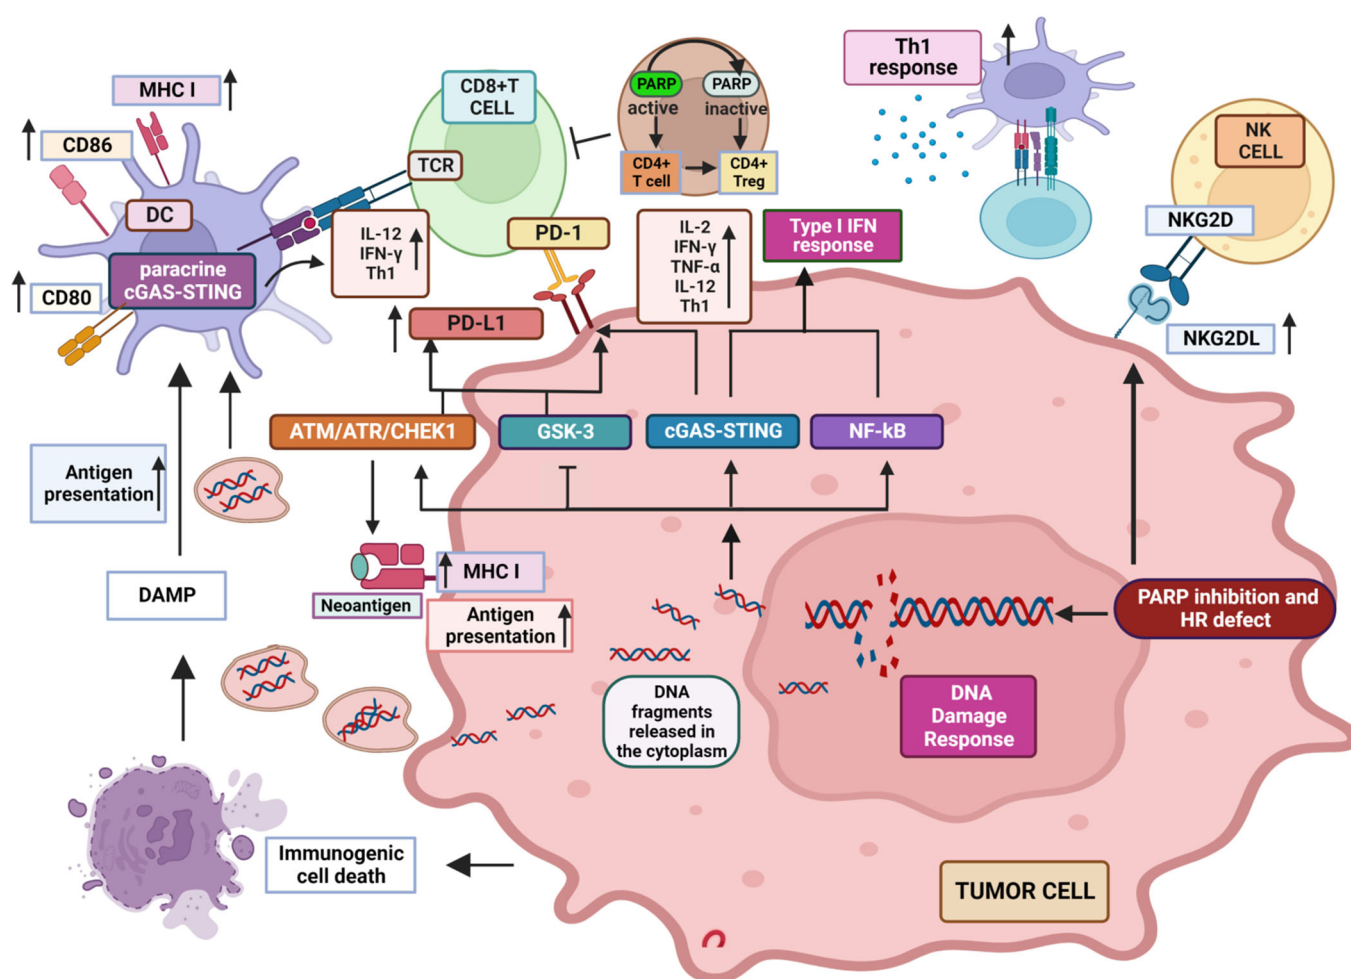 MHC I
CD86
DC
paracrine
cGAS-STING
CD80
CD8+T
CELL
TCR
IL-12
IFN-γ
Th1
PD-1
PD-L1
PARP
active
PARP
inactive
CD4+
T cell
CD4+
Treg
IL-2
IFN-γ
TNF-α
IL-12
Th1
Type I IFN
response
Th1
response
NK
CELL
NKG2D
NKG2DL
ATM/ATR/CHEK1
GSK-3
cGAS-STING
NF-kB
Antigen
presentation
DAMP
Neoantigen
MHC I
Antigen
presentation
PARP inhibition and
HR defect
DNA
fragments
released in
the cytoplasm
DNA
Damage
Response
Immunogenic
cell death
TUMOR CELL